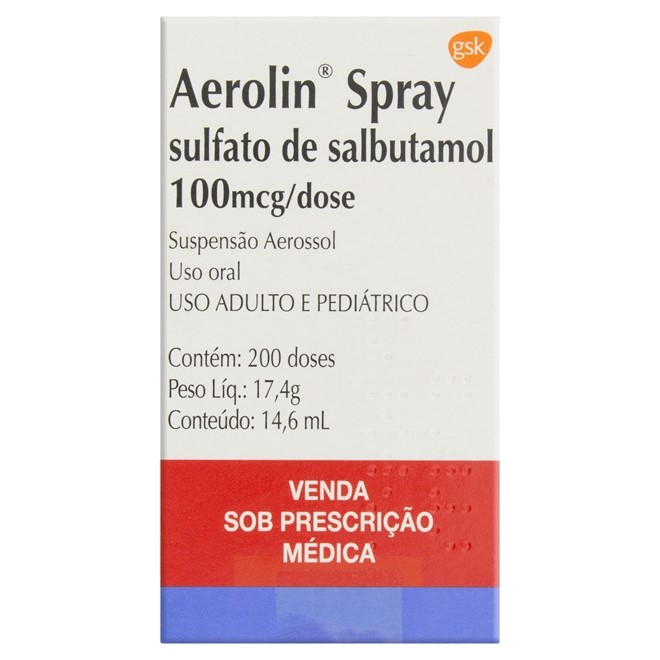 gsk
Aerolin® Spray
sulfato de salbutamol
100mcg/dose
Suspensão Aerossol
Uso oral
USO ADULTO E PEDIÁTRICO
Contém: 200 doses
Peso Líq.: 17,4g
Conteúdo: 14,6 mL
VENDA
SOB PRESCRIÇÃO
MÉDICA